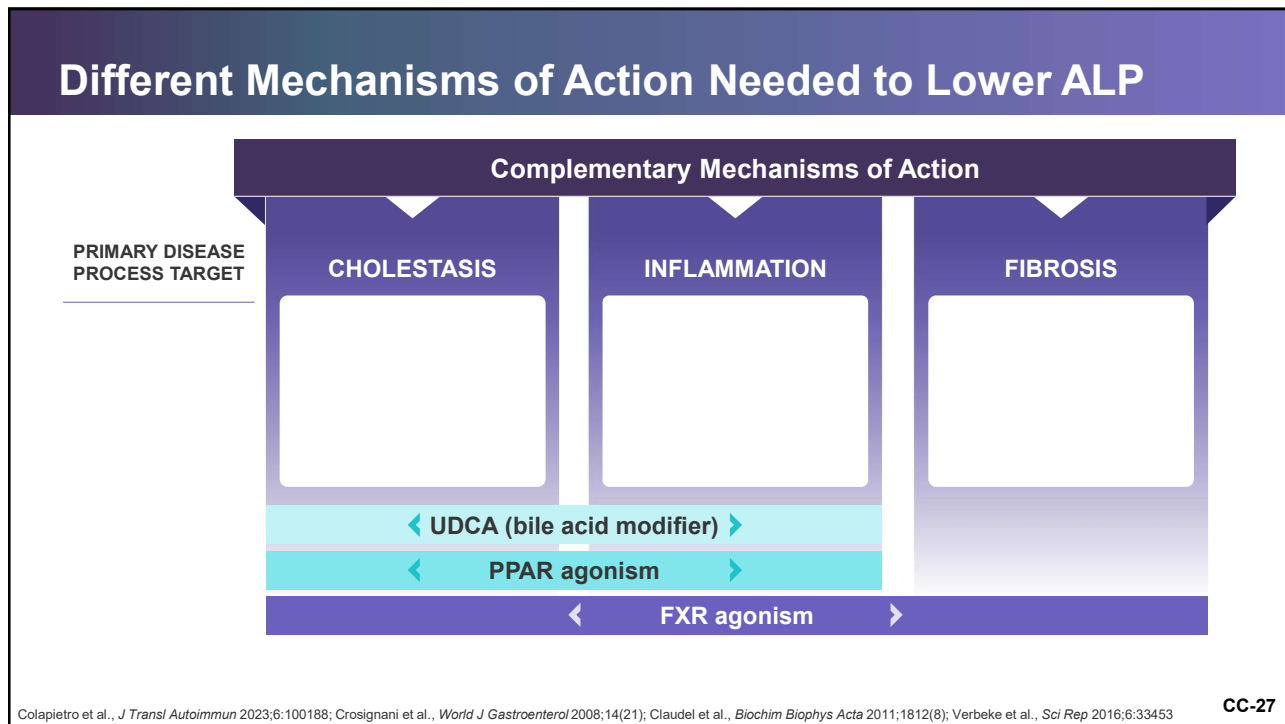 Different Mechanisms of Action Needed to Lower ALP
Complementary Mechanisms of Action
PRIMARY DISEASE
PROCESS TARGET
CHOLESTASIS
INFLAMMATION
FIBROSIS
UDCA (bile acid modifier)
PPAR agonism
FXR agonism
Colapietro et al., J Transl Autoimmun 2023;6:100188; Crosignani et al., World J Gastroenterol 2008;14(21); Claudel et al., Biochim Biophys Acta 2011;1812(8); Verbeke et al., Sci Rep 2016;6:33453
CC-27